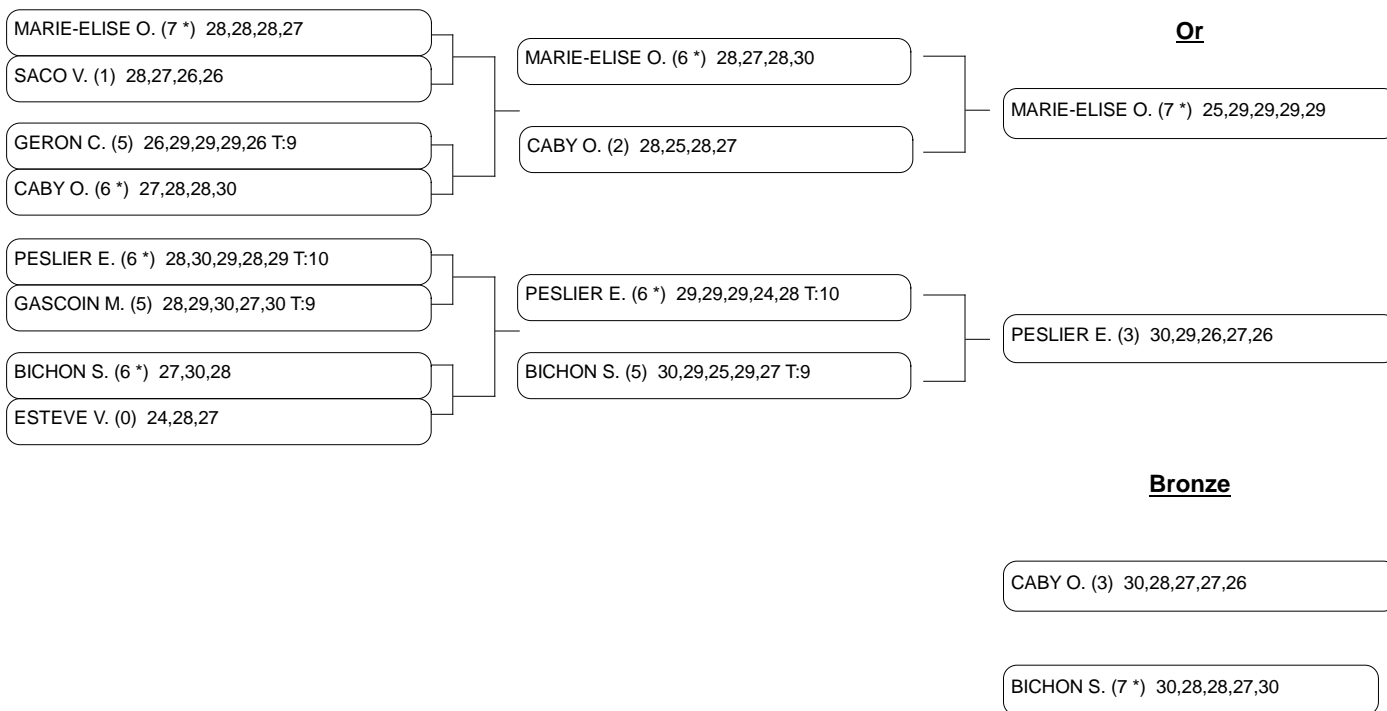 MARIE-ELISE O. (7 *) 28,28,28,27
SACO V. (1) 28,27,26,26
GERON C. (5) 26,29,29,29,26 T:9
CABY O. (6 *) 27,28,28,30
PESLIER E. (6 *) 28,30,29,28,29 T:10
GASCOIN M. (5) 28,29,30,27,30 T:9
BICHON S. (6 *) 27,30,28
ESTEVE V. (0) 24,28,27
MARIE-ELISE O. (6 *) 28,27,28,30
CABY O. (2) 28,25,28,27
PESLIER E. (6 *) 29,29,29,24,28 T:10
BICHON S. (5) 30,29,25,29,27 T:9
Or
MARIE-ELISE O. (7 *) 25,29,29,29,29
PESLIER E. (3) 30,29,26,27,26
Bronze
CABY O. (3) 30,28,27,27,26
BICHON S. (7 *) 30,28,28,27,30